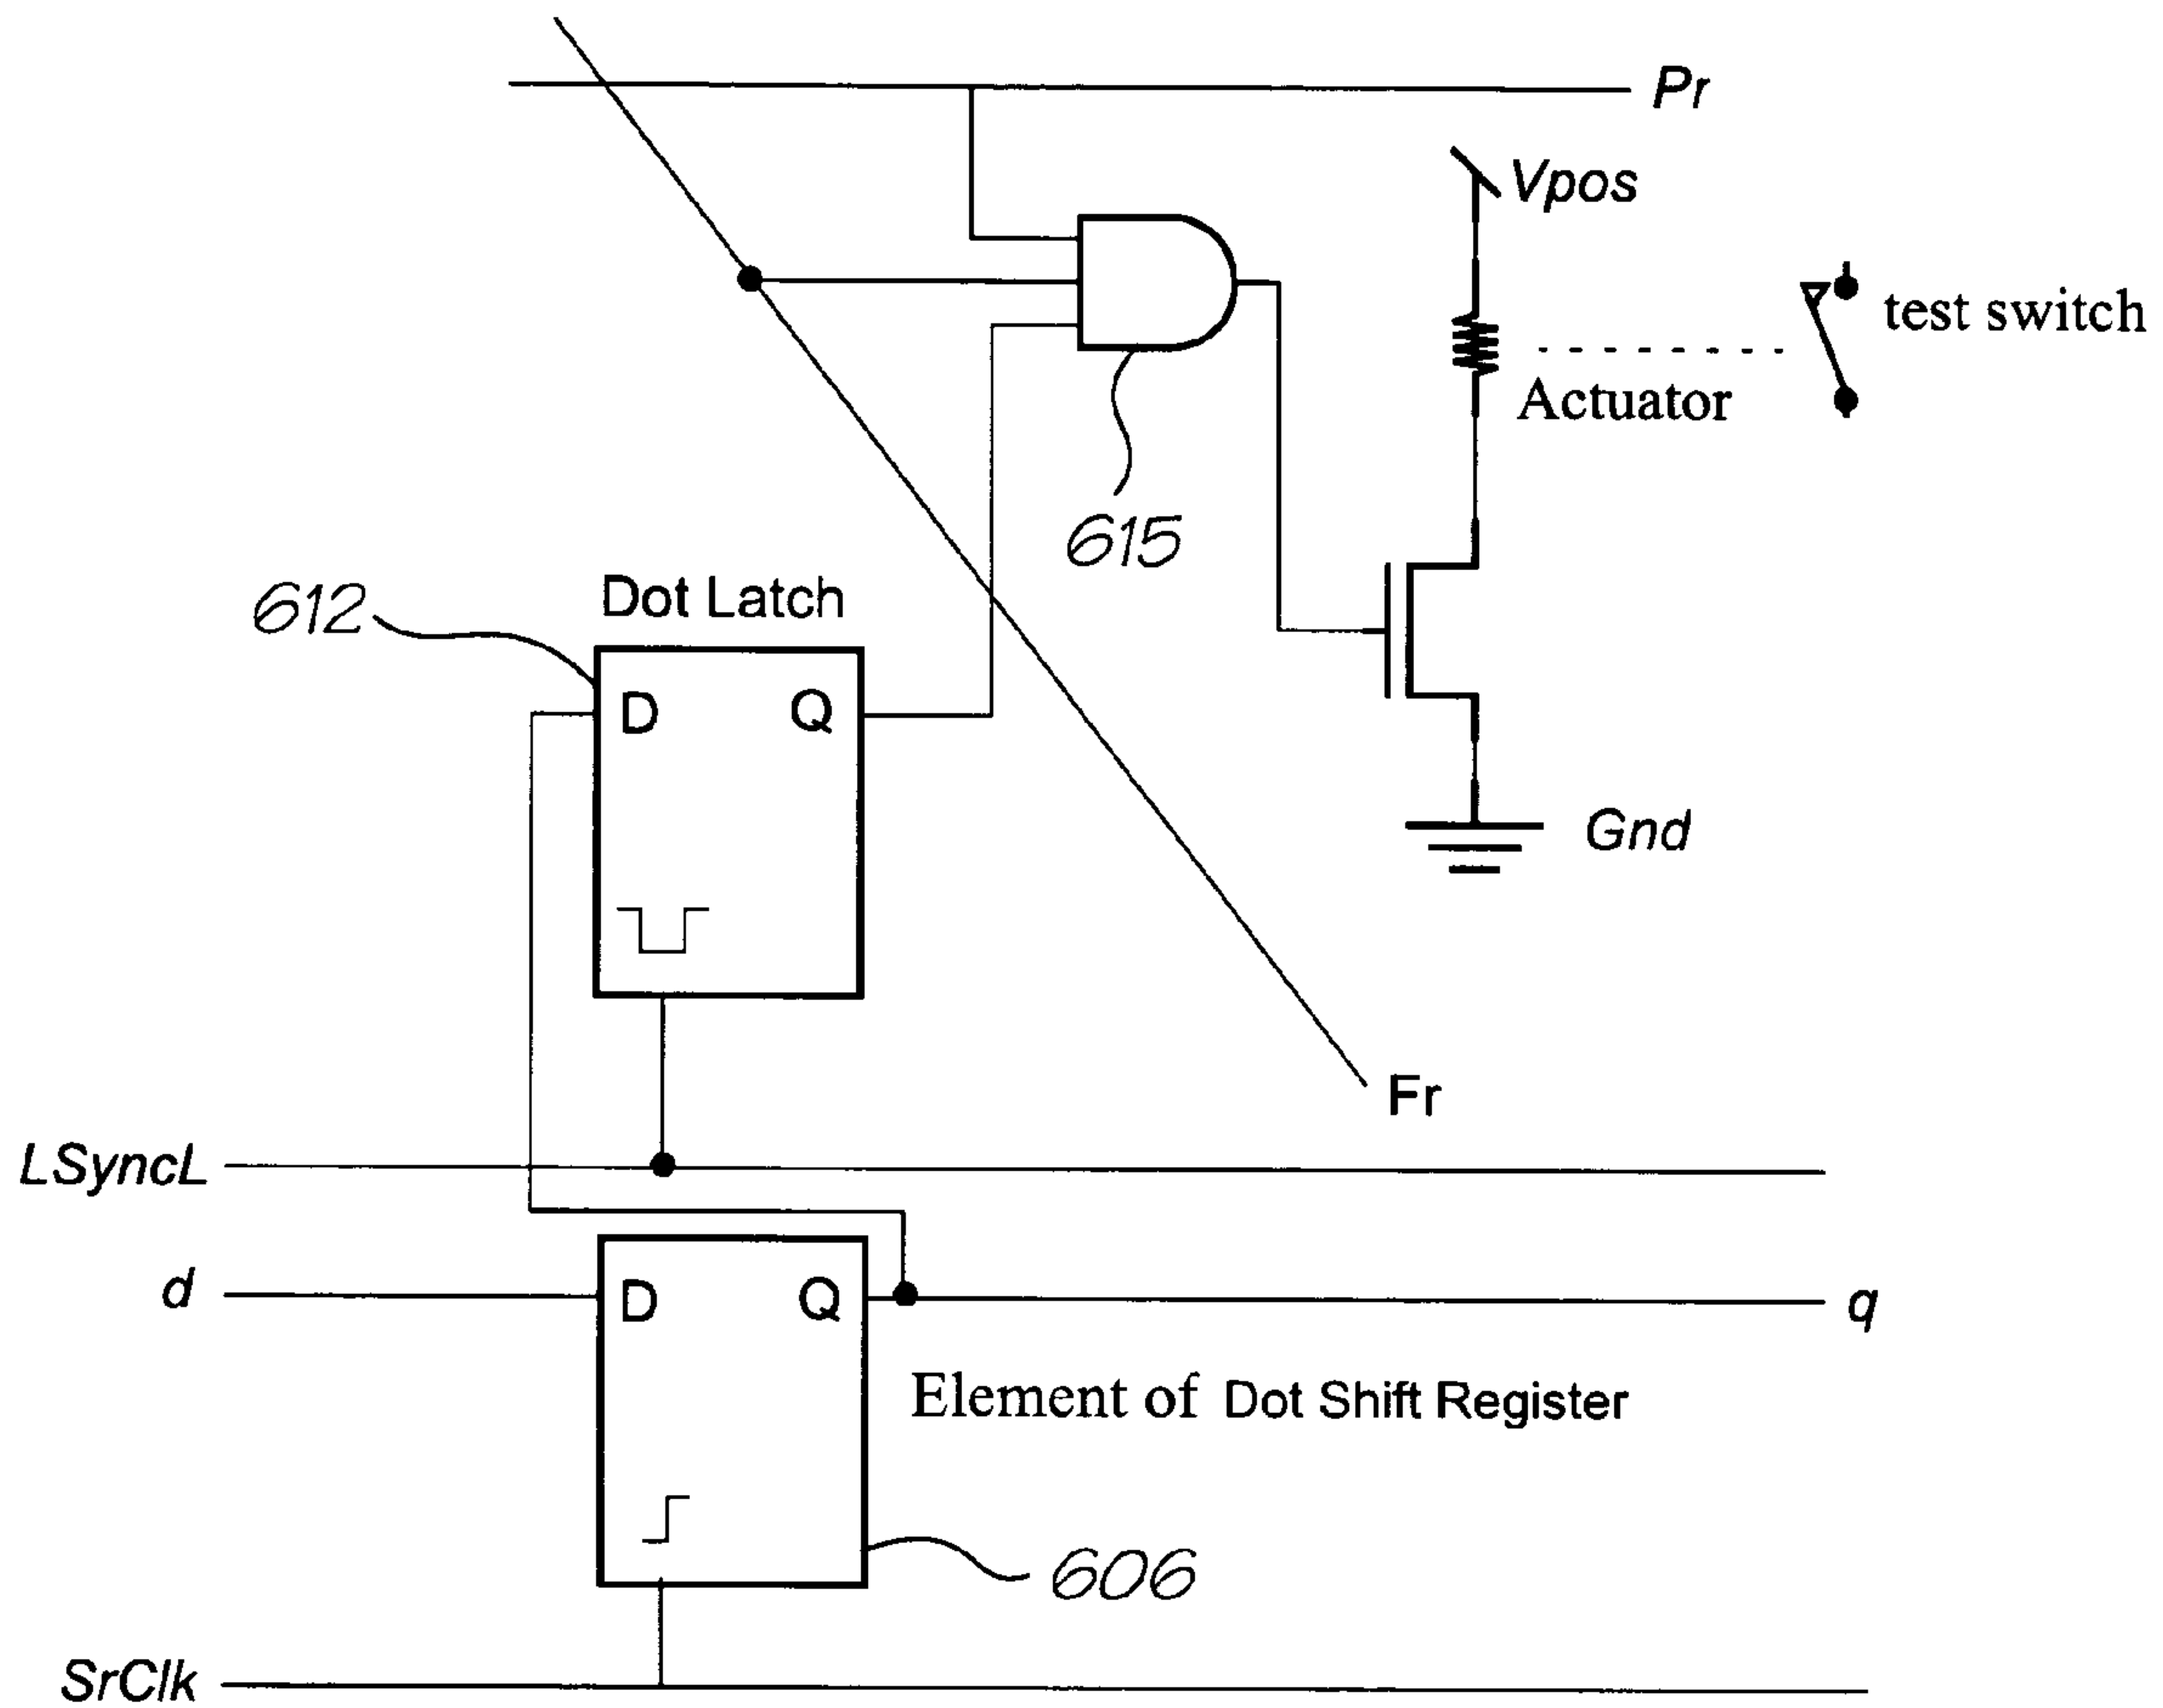 Pr
Vpos
test switch
Actuator
615
612
Dot Latch
D Q
Gnd
Fr
LSyncL
d
D Q
q
Element of Dot Shift Register
606
SrClk